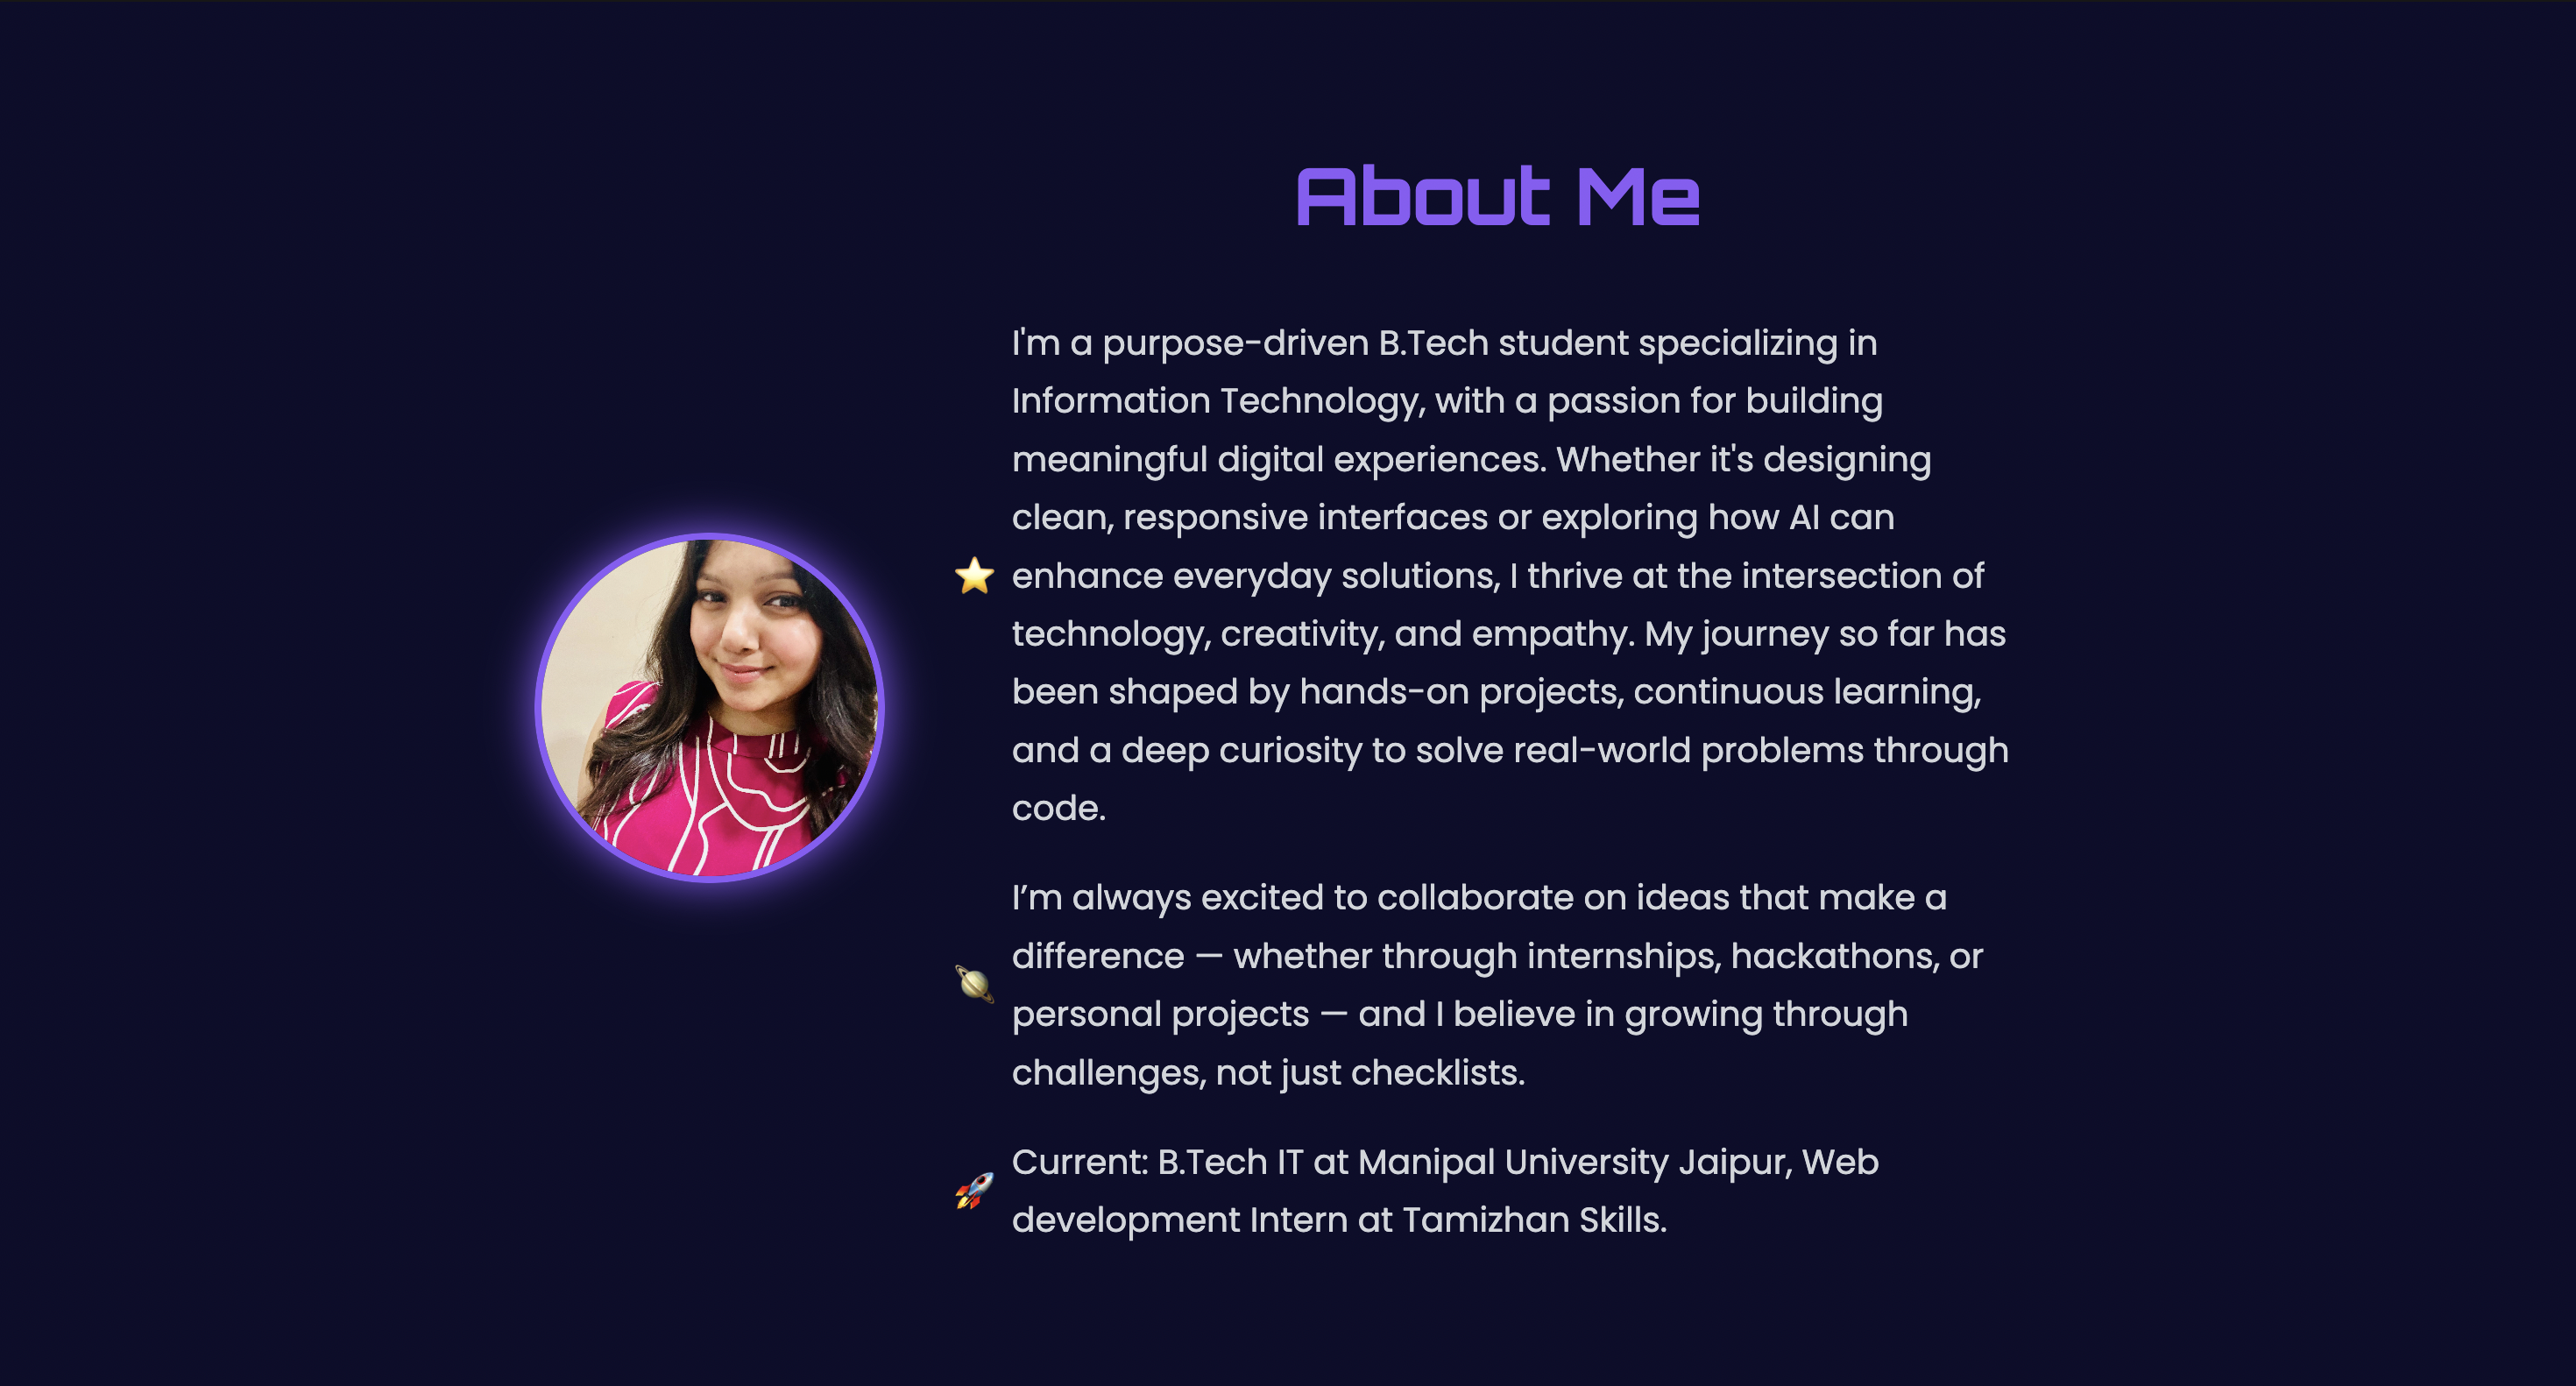 About Me
I'm a purpose-driven B.Tech student specializing in
Information Technology, with a passion for building
meaningful digital experiences. Whether it's designing
clean, responsive interfaces or exploring how AI can
enhance everyday solutions, I thrive at the intersection of
technology, creativity, and empathy. My journey so far has
been shaped by hands-on projects, continuous learning,
and a deep curiosity to solve real-world problems through
code.
I’m always excited to collaborate on ideas that make a
difference — whether through internships, hackathons, or
personal projects — and I believe in growing through
challenges, not just checklists.
Current: B.Tech IT at Manipal University Jaipur, Web
development Intern at Tamizhan Skills.